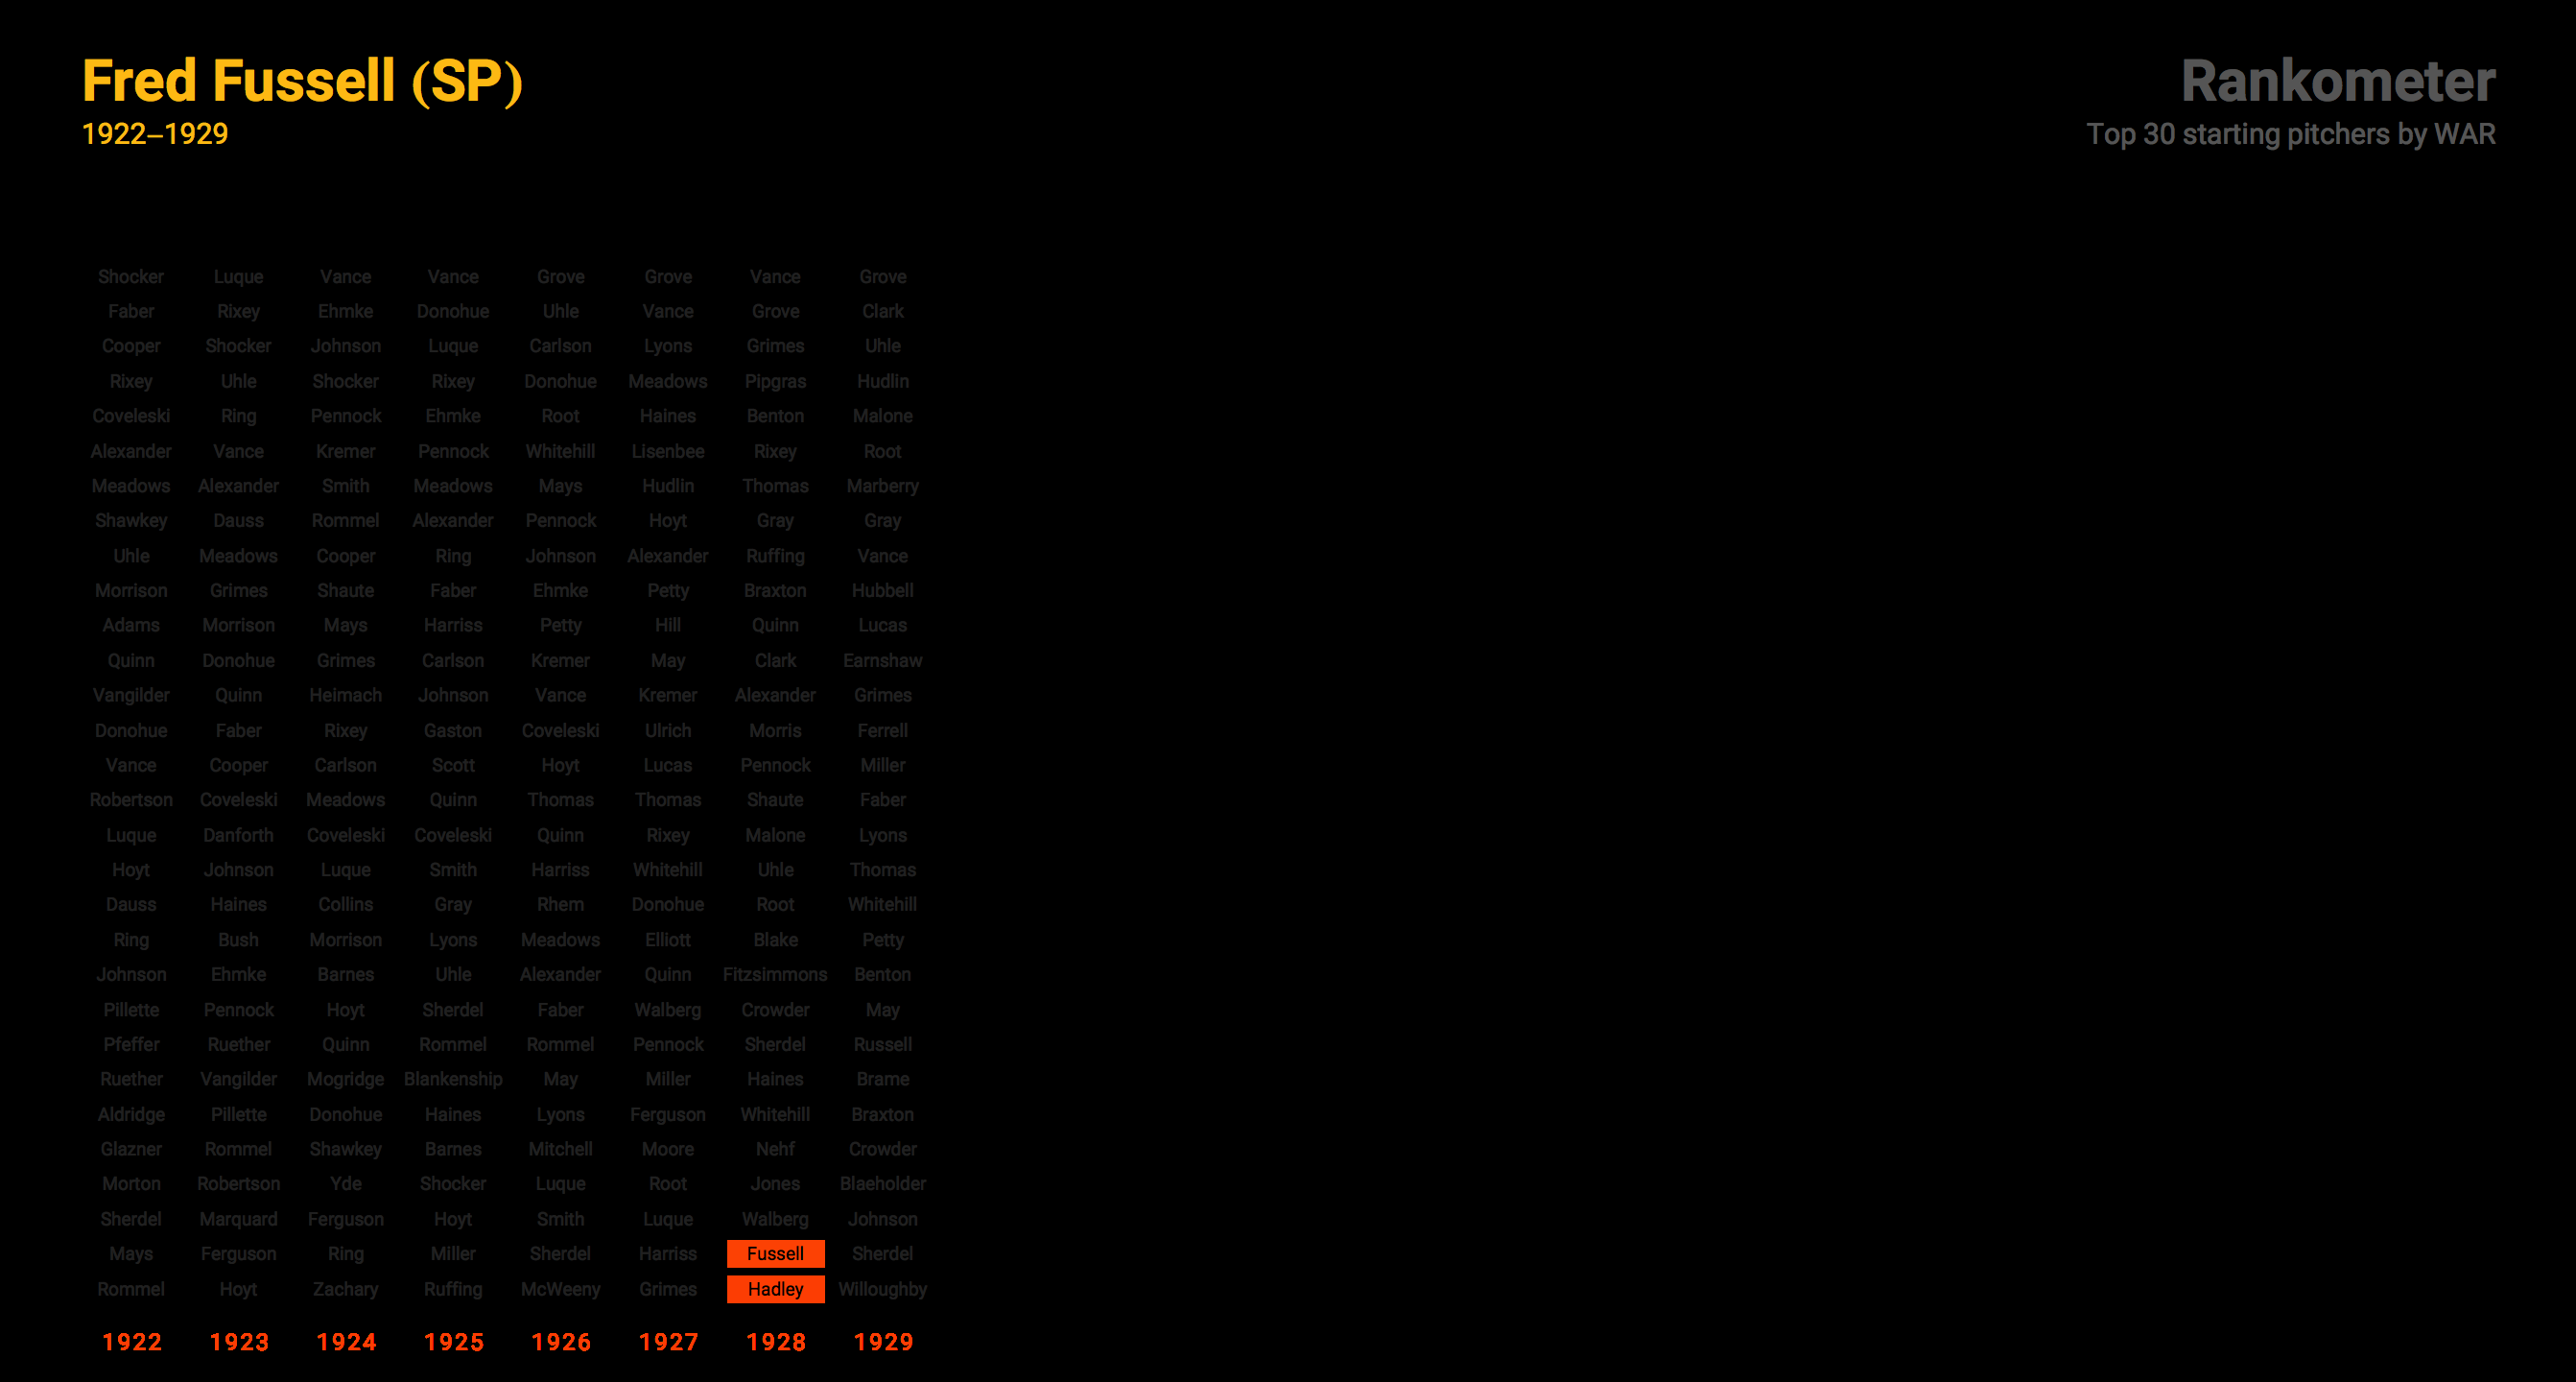 Fred Fussell (SP)
1922–1929
Rankometer
Top 30 starting pitchers by WAR
Shocker Luque Vance Vance Grove Grove Vance Grove
Faber Rixey Ehmke Donohue Uhle Vance Grove Clark
Cooper Shocker Johnson Luque Carlson Lyons Grimes Uhle
Rixey Uhle Shocker Rixey Donohue Meadows Pipgras Hudlin
Coveleski Ring Pennock Ehmke Root Haines Benton Malone
Alexander Vance Kremer Pennock Whitehill Lisenbee Rixey Root
Meadows Alexander Smith Meadows Mays Hudlin Thomas Marberry
Shawkey Dauss Rommel Alexander Pennock Hoyt Gray Gray
Uhle Meadows Cooper Ring Johnson Alexander Ruffing Vance
Morrison Grimes Shaute Faber Ehmke Petty Braxton Hubbell
Adams Morrison Mays Harriss Petty Hill Quinn Lucas
Quinn Donohue Grimes Carlson Kremer May Clark Earnshaw
Vangilder Quinn Heimach Johnson Vance Kremer Alexander Grimes
Donohue Faber Rixey Gaston Coveleski Ulrich Morris Ferrell
Vance Cooper Carlson Scott Hoyt Lucas Pennock Miller
Robertson Coveleski Meadows Quinn Thomas Thomas Shaute Faber
Luque Danforth Coveleski Coveleski Quinn Rixey Malone Lyons
Hoyt Johnson Luque Smith Harriss Whitehill Uhle Thomas
Dauss Haines Collins Gray Rhem Donohue Root Whitehill
Ring Bush Morrison Lyons Meadows Elliott Blake Petty
Johnson Ehmke Barnes Uhle Alexander Quinn Fitzsimmons Benton
Pillette Pennock Hoyt Sherdel Faber Walberg Crowder May
Pfeffer Ruether Quinn Rommel Rommel Pennock Sherdel Russell
Ruether Vangilder Mogridge Blankenship May Miller Haines Brame
Aldridge Pillette Donohue Haines Lyons Ferguson Whitehill Braxton
Glazner Rommel Shawkey Barnes Mitchell Moore Nehf Crowder
Morton Robertson Yde Shocker Luque Root Jones Blaeholder
Sherdel Marquard Ferguson Hoyt Smith Luque Walberg Johnson
Mays Ferguson Ring Miller Sherdel Harriss Fussell Sherdel
Rommel Hoyt Zachary Ruffing McWeeny Grimes Hadley Willoughby
1922 1923 1924 1925 1926 1927 1928 1929